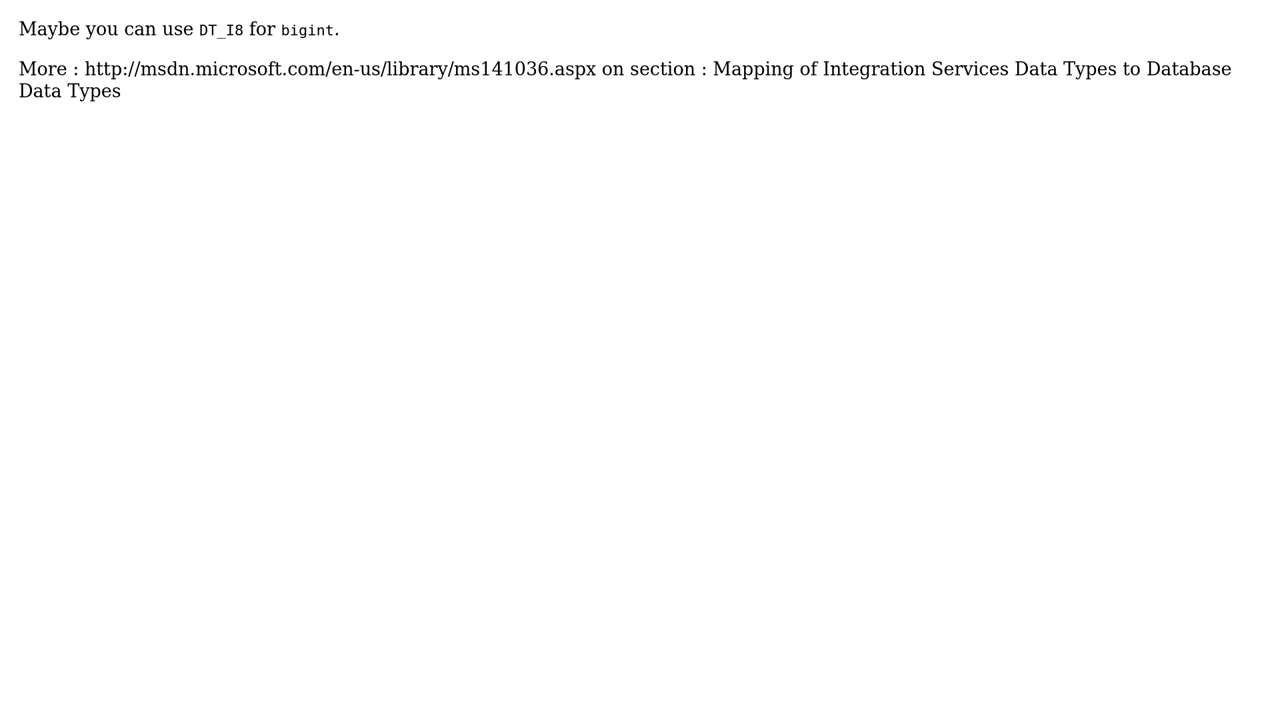 Maybe you can use DT_I8 for bigint.
More : http://msdn.microsoft.com/en-us/library/ms141036.aspx on section : Mapping of Integration Services Data Types to Database
Data Types